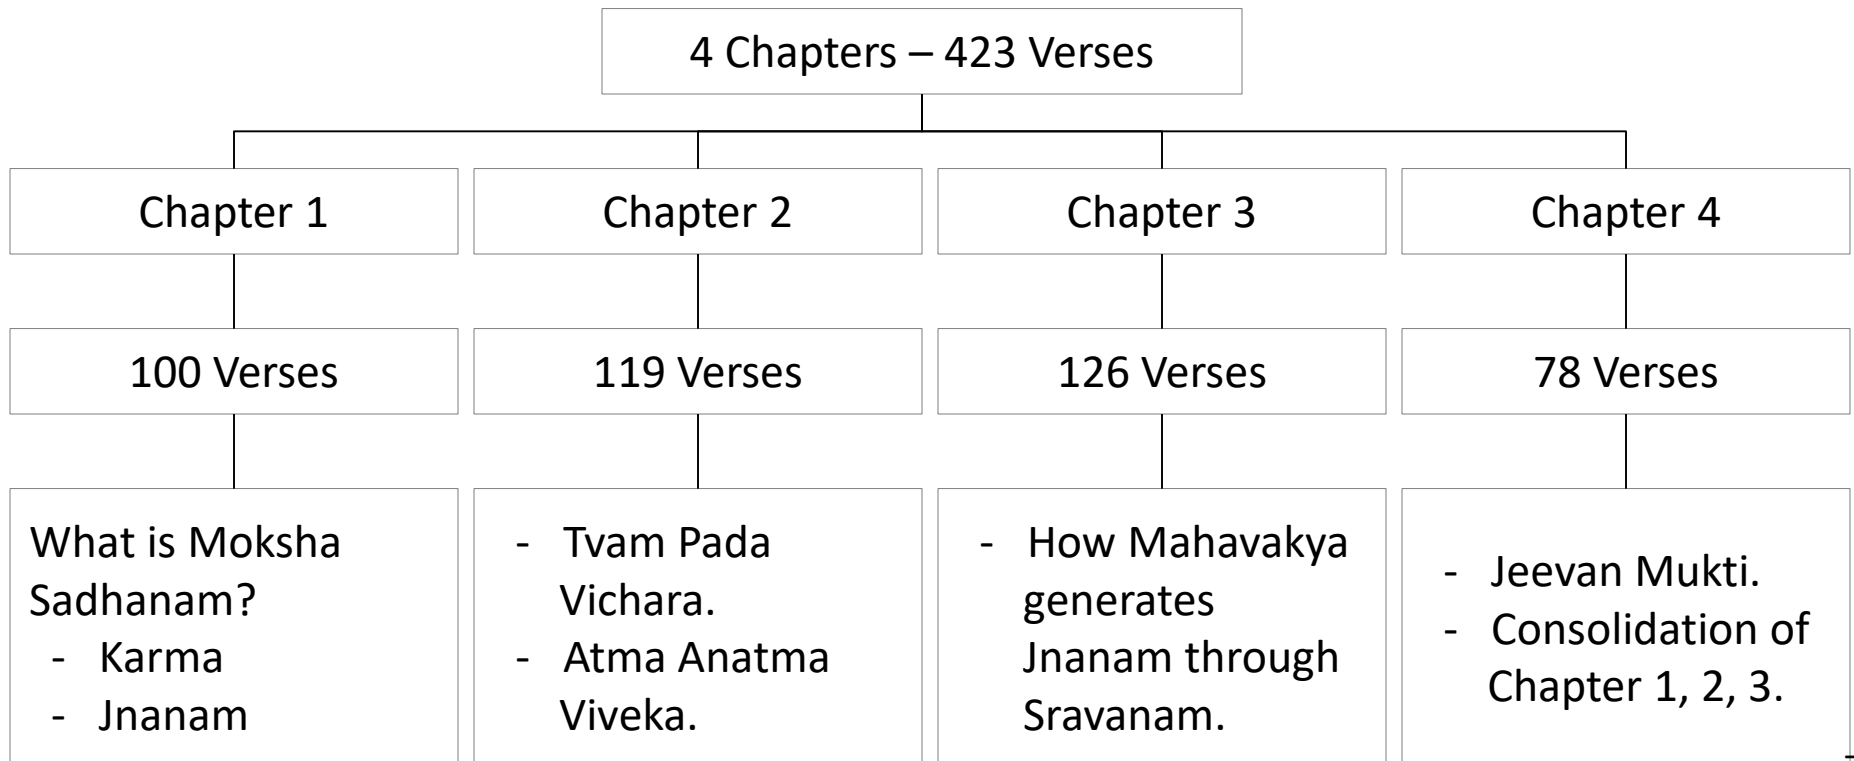 4 Chapters – 423 Verses
Chapter 1
Chapter 2
Chapter 3
Chapter 4
100 Verses
119 Verses
126 Verses
78 Verses
What is Moksha
Sadhanam?
- Karma
- Jnanam
- Tvam Pada
Vichara.
- Atma Anatma
Viveka.
- How Mahavakya
generates
Jnanam through
Sravanam.
- Jeevan Mukti.
- Consolidation of
Chapter 1, 2, 3.